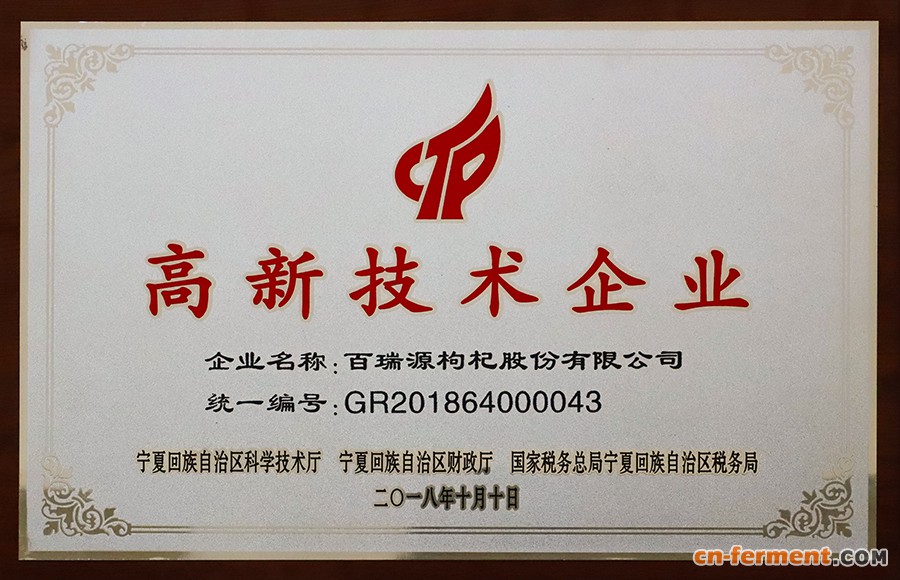 CTP
高新技术企业
企业名称:百瑞源枸杞股份有限公司
统一编号:GR201864000043
宁夏回族自治区科学技术厅 宁夏回族自治区财政厅 国家税务总局宁夏回族自治区税务局
二〇一八年十月十日
cn-ferment.com